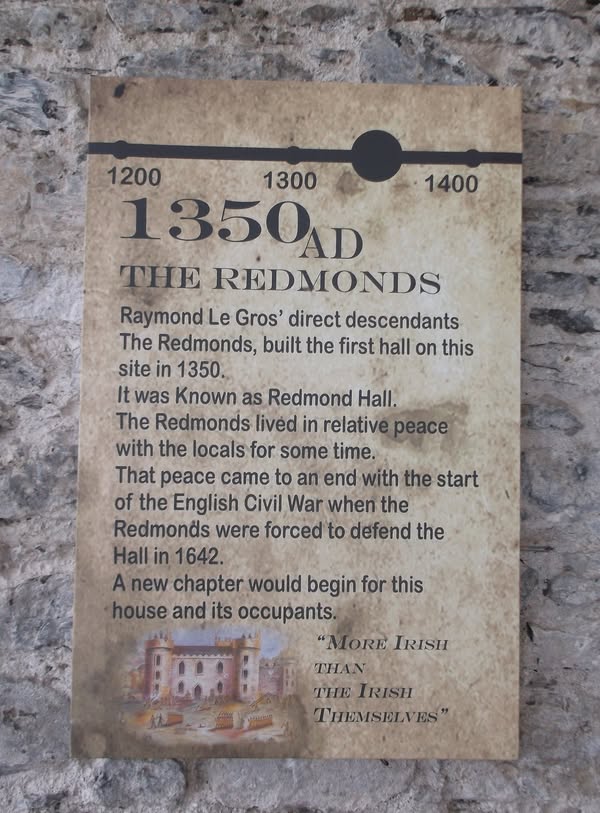 1200 1300 1400
1350 AD
THE REDMONDS
Raymond Le Gros' direct descendants
The Redmonds, built the first hall on this
site in 1350.
It was Known as Redmond Hall.
The Redmonds lived in relative peace
with the locals for some time.
That peace came to an end with the start
of the English Civil War when the
Redmonds were forced to defend the
Hall in 1642.
A new chapter would begin for this
house and its occupants.
"More Irish
than
the Irish
Themselves"